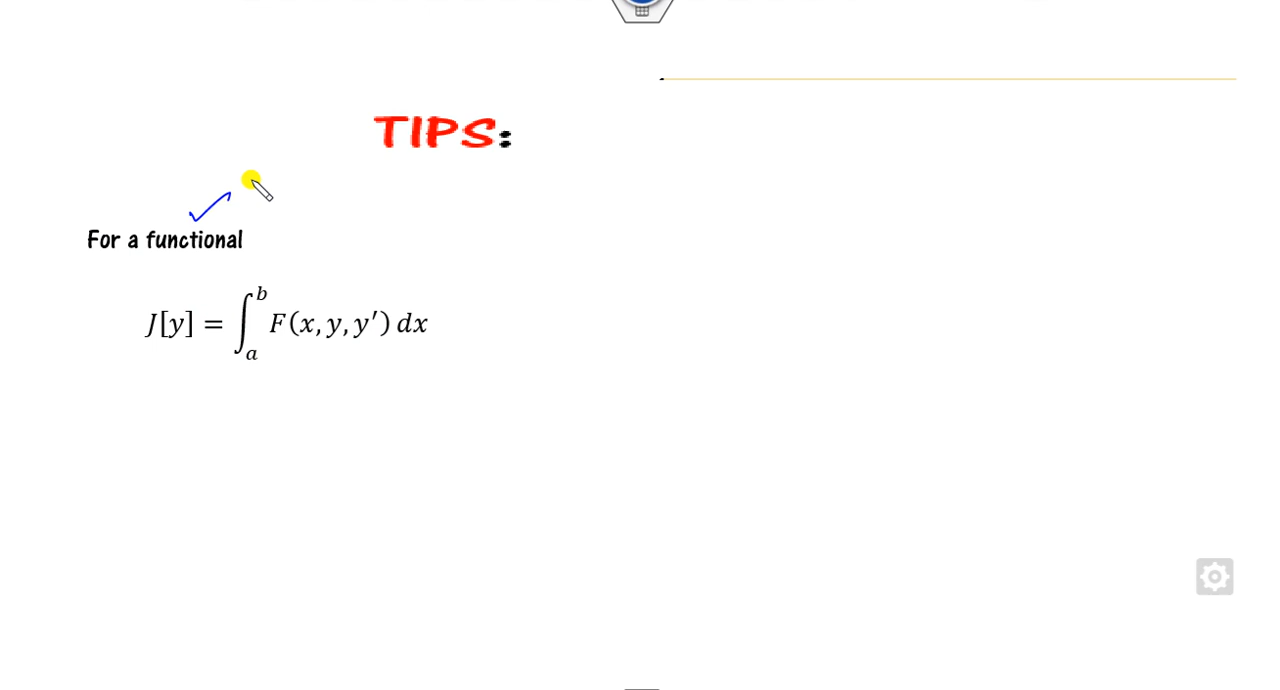 TIPS:
For a functional
J[y] = ∫_a^b F(x, y, y′) dx